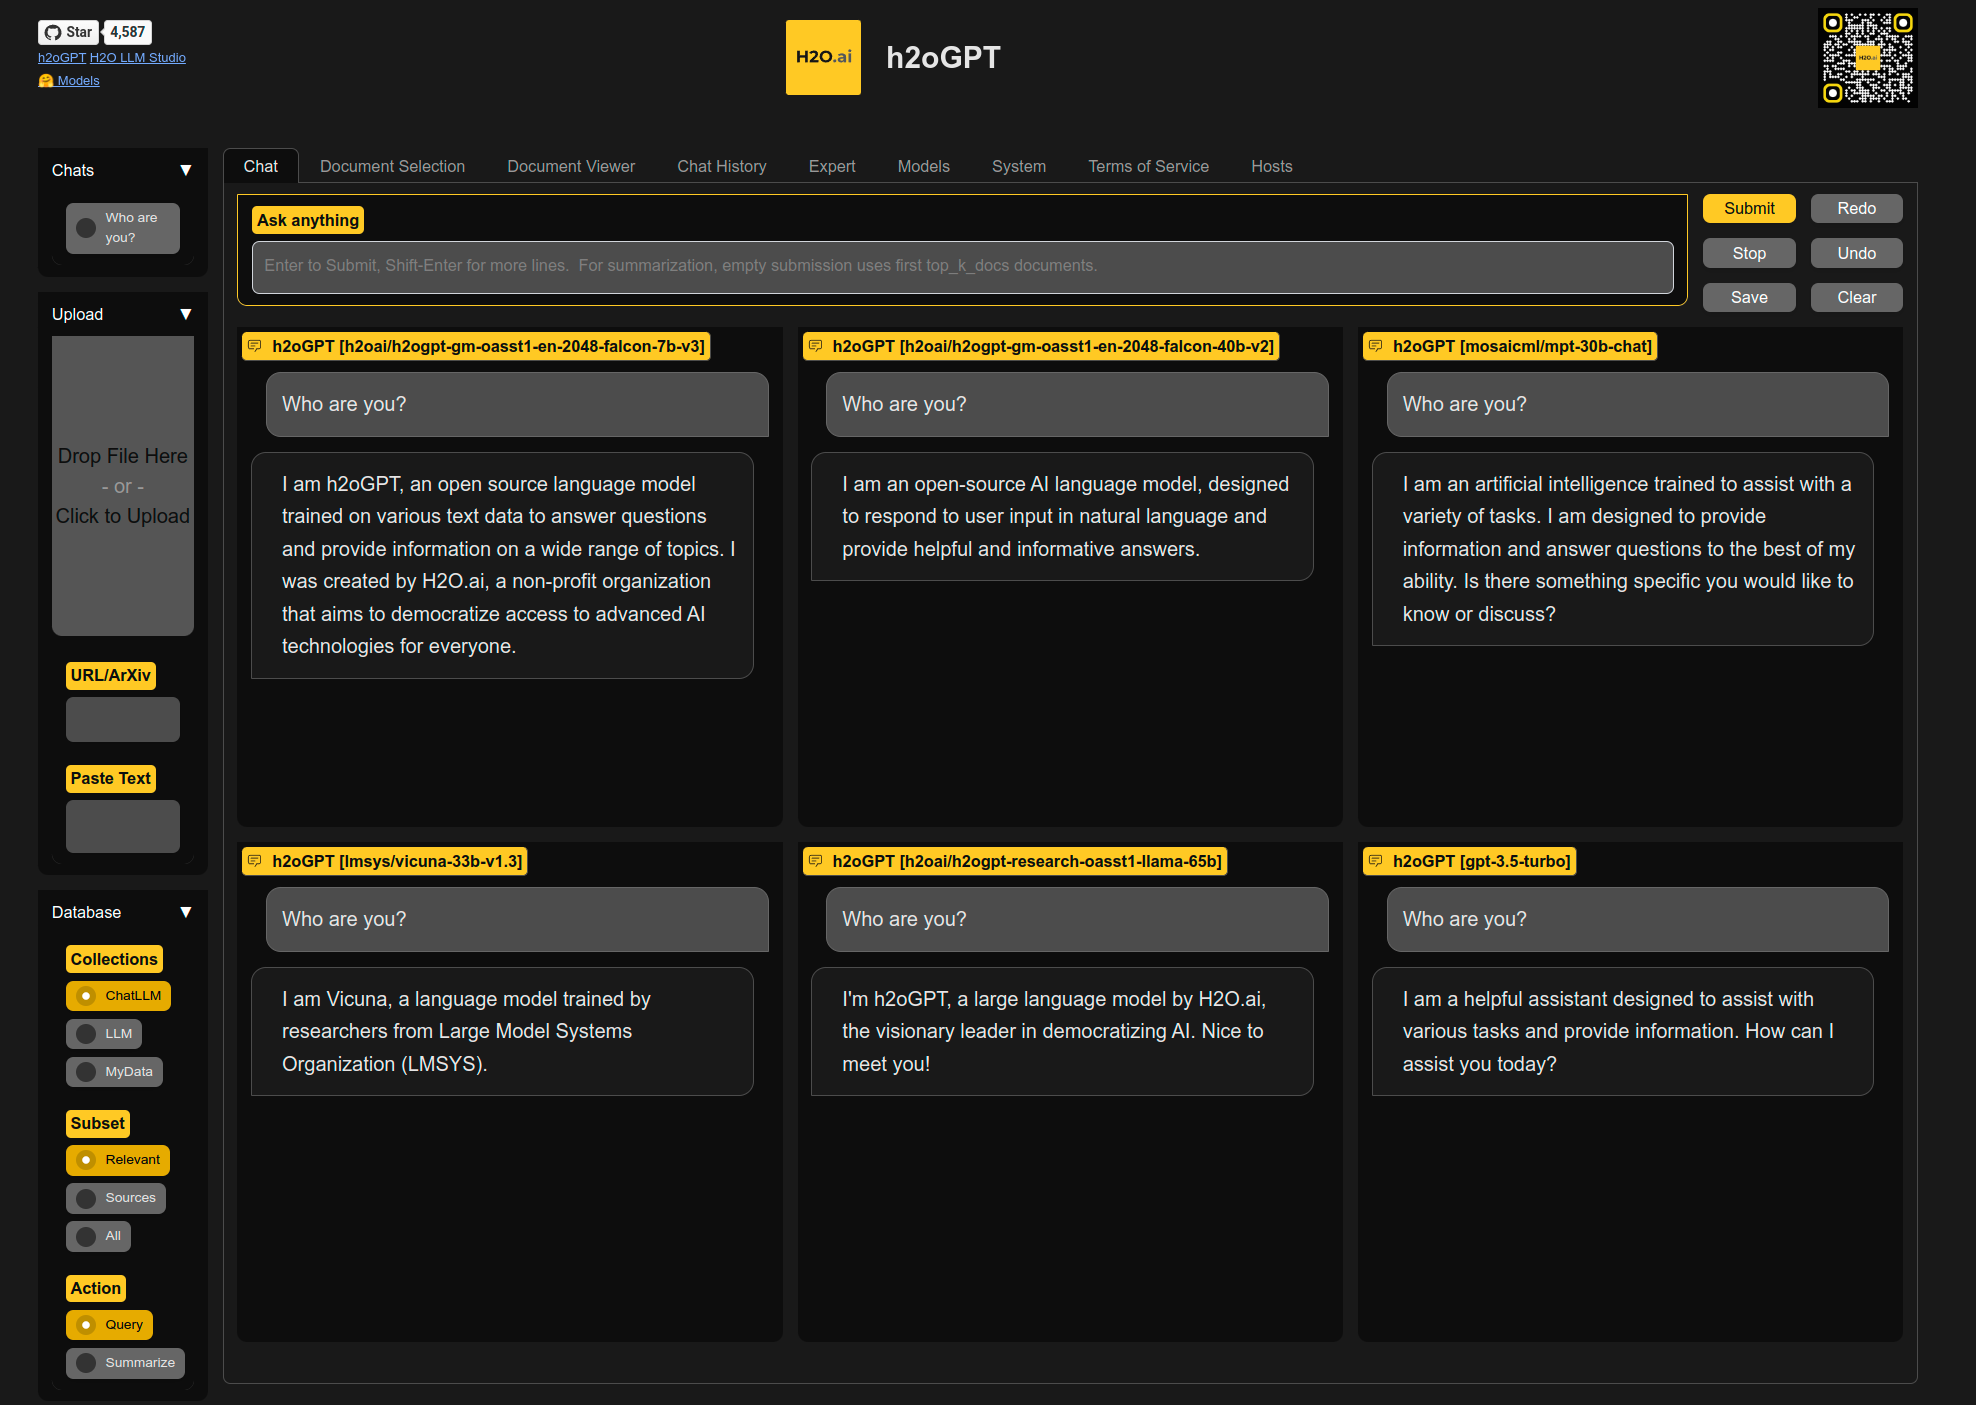 Star 4,587
h2oGPT H2O LLM Studio
🤗 Models
H2O.ai
h2oGPT
H2O.ai
Chats ▼
Who are
you?
Upload ▼
Drop File Here
- or -
Click to Upload
URL/ArXiv
Paste Text
Database ▼
Collections
ChatLLM
LLM
MyData
Subset
Relevant
Sources
All
Action
Query
Summarize
Chat Document Selection Document Viewer Chat History Expert Models System Terms of Service Hosts
Ask anything
Enter to Submit, Shift-Enter for more lines.  For summarization, empty submission uses first top_k_docs documents.
Submit Redo
Stop Undo
Save Clear
h2oGPT [h2oai/h2ogpt-gm-oasst1-en-2048-falcon-7b-v3]
Who are you?
I am h2oGPT, an open source language model
trained on various text data to answer questions
and provide information on a wide range of topics. I
was created by H2O.ai, a non-profit organization
that aims to democratize access to advanced AI
technologies for everyone.
h2oGPT [h2oai/h2ogpt-gm-oasst1-en-2048-falcon-40b-v2]
Who are you?
I am an open-source AI language model, designed
to respond to user input in natural language and
provide helpful and informative answers.
h2oGPT [mosaicml/mpt-30b-chat]
Who are you?
I am an artificial intelligence trained to assist with a
variety of tasks. I am designed to provide
information and answer questions to the best of my
ability. Is there something specific you would like to
know or discuss?
h2oGPT [lmsys/vicuna-33b-v1.3]
Who are you?
I am Vicuna, a language model trained by
researchers from Large Model Systems
Organization (LMSYS).
h2oGPT [h2oai/h2ogpt-research-oasst1-llama-65b]
Who are you?
I'm h2oGPT, a large language model by H2O.ai,
the visionary leader in democratizing AI. Nice to
meet you!
h2oGPT [gpt-3.5-turbo]
Who are you?
I am a helpful assistant designed to assist with
various tasks and provide information. How can I
assist you today?